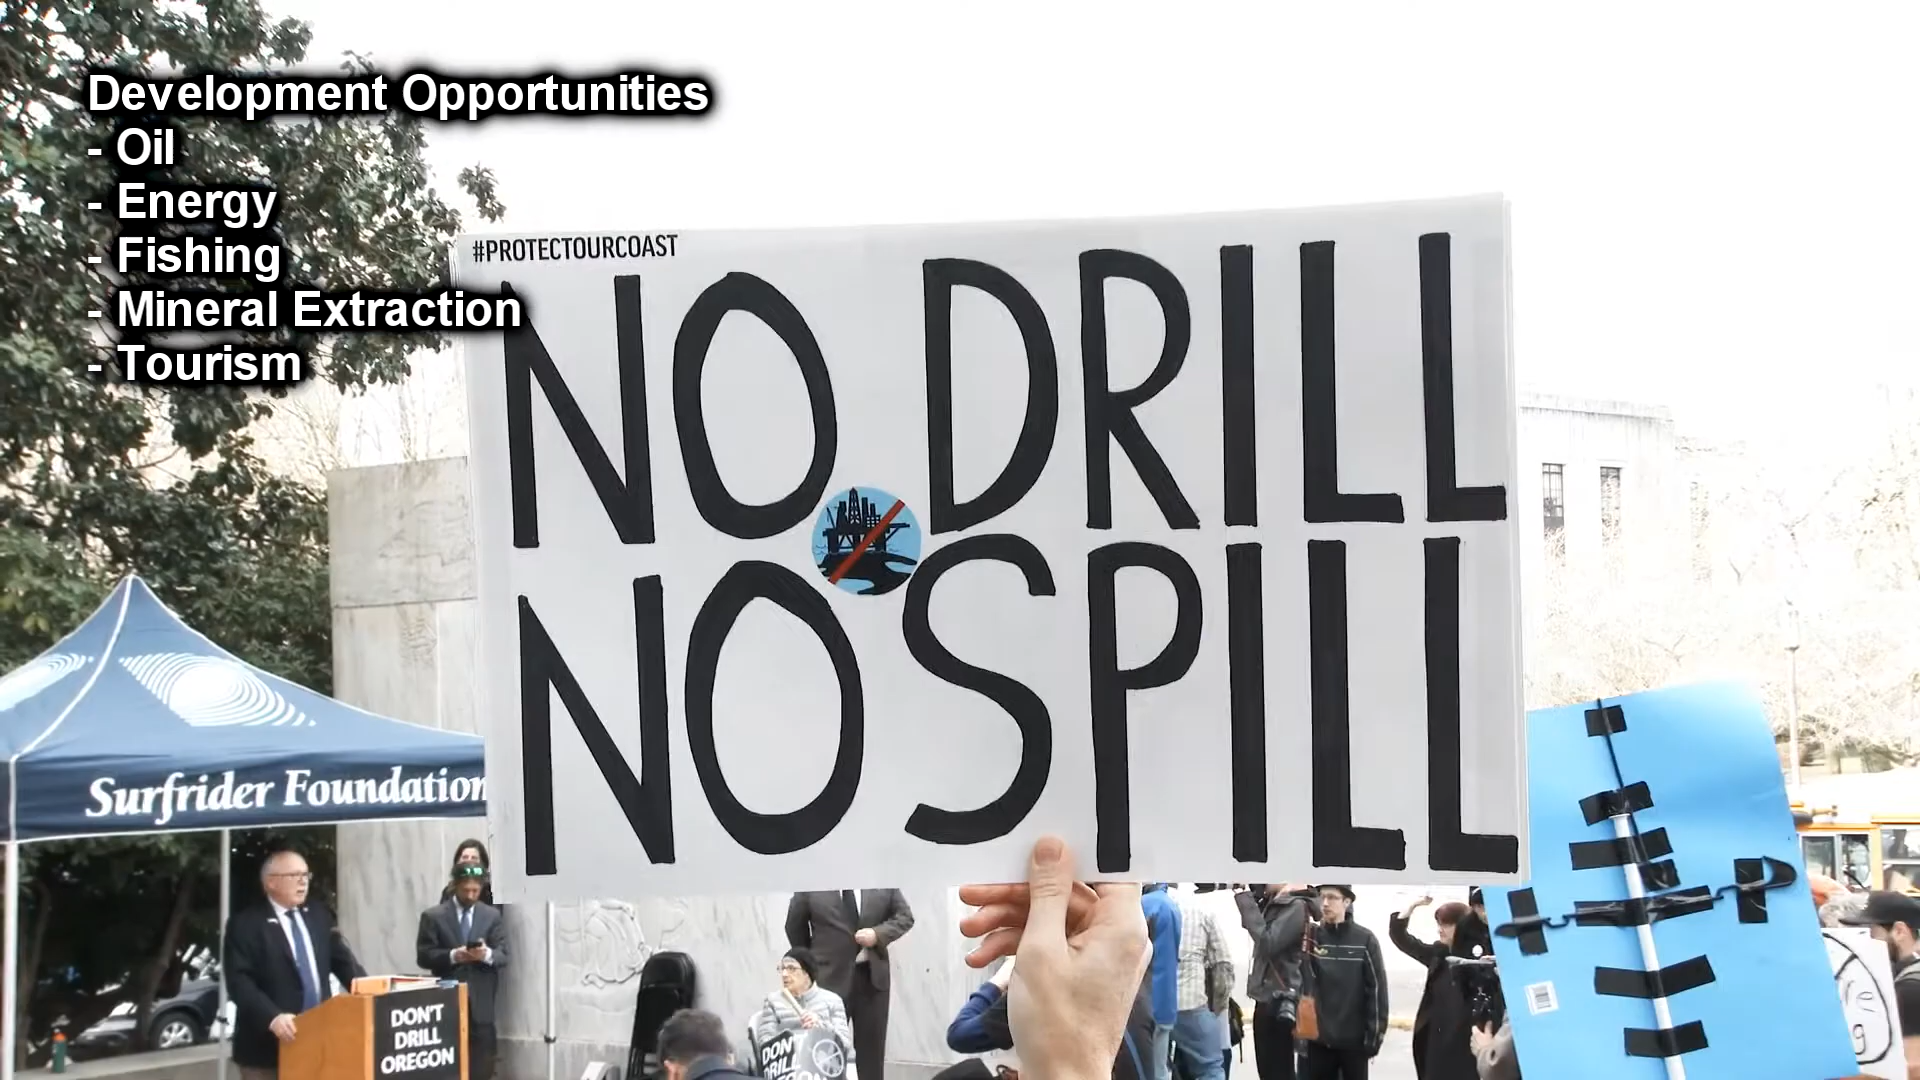 Development Opportunities
- Oil
- Energy
- Fishing
- Mineral Extraction
- Tourism
#PROTECTOURCOAST
NO DRILL
NO SPILL
Surfrider Foundation
DON'T
DRILL
OREGON
DON'T
DRILL